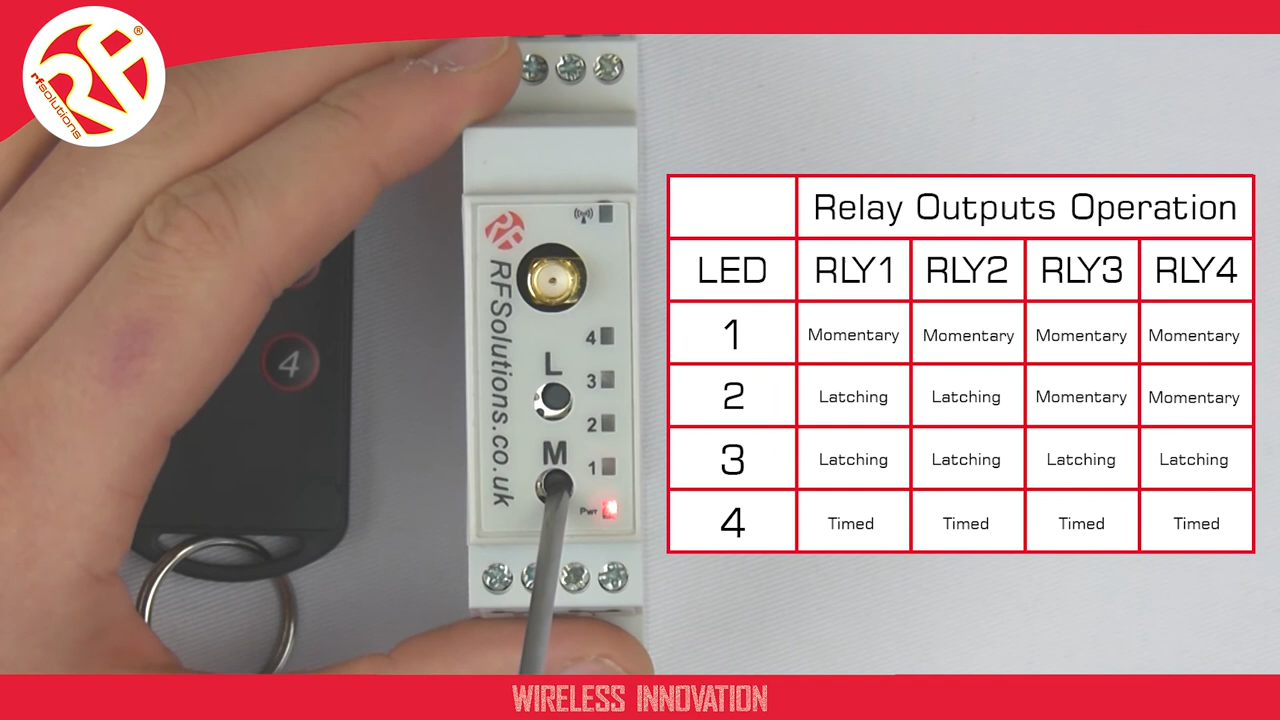 RF®
rfsolutions
RF
RFSolutions.co.uk
4
L
3
2
M
1
Pwr
4
Relay Outputs Operation
LED RLY1 RLY2 RLY3 RLY4
1 Momentary Momentary Momentary Momentary
2 Latching Latching Momentary Momentary
3 Latching Latching Latching Latching
4 Timed Timed Timed Timed
WIRELESS INNOVATION